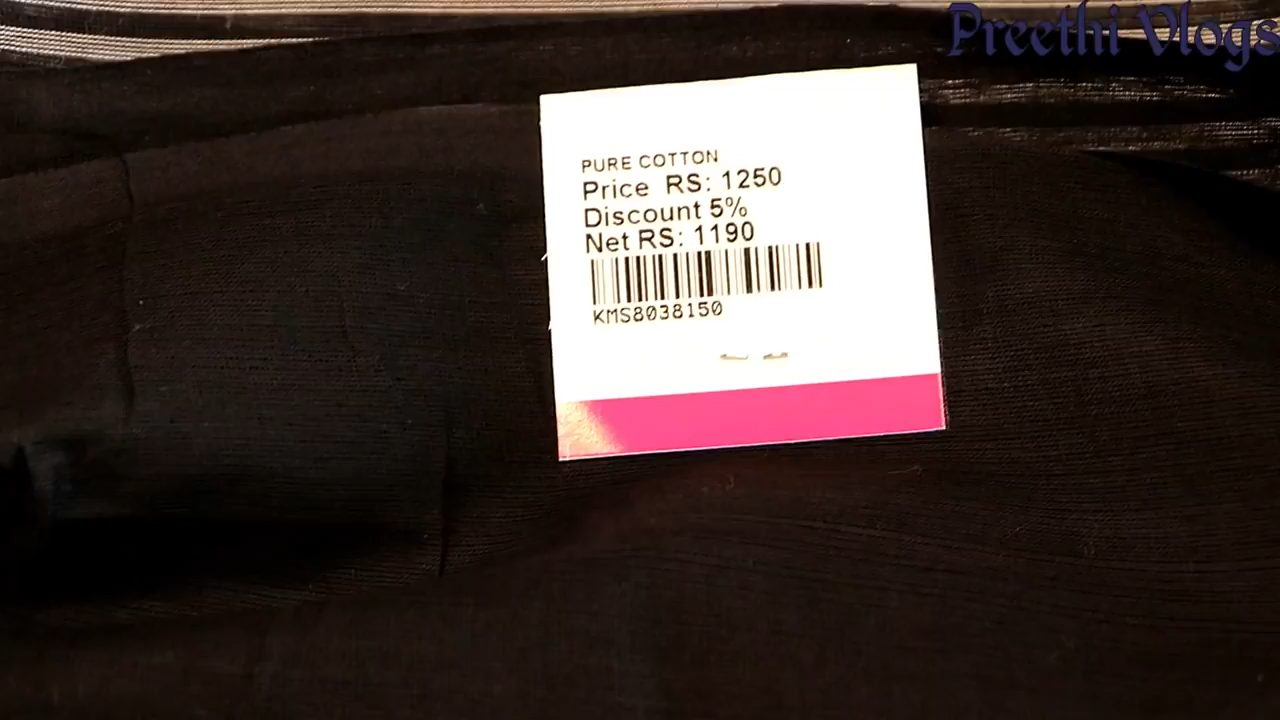 Preethi Vlogs
PURE COTTON
Price RS: 1250
Discount 5%
Net RS: 1190
KMS8038150